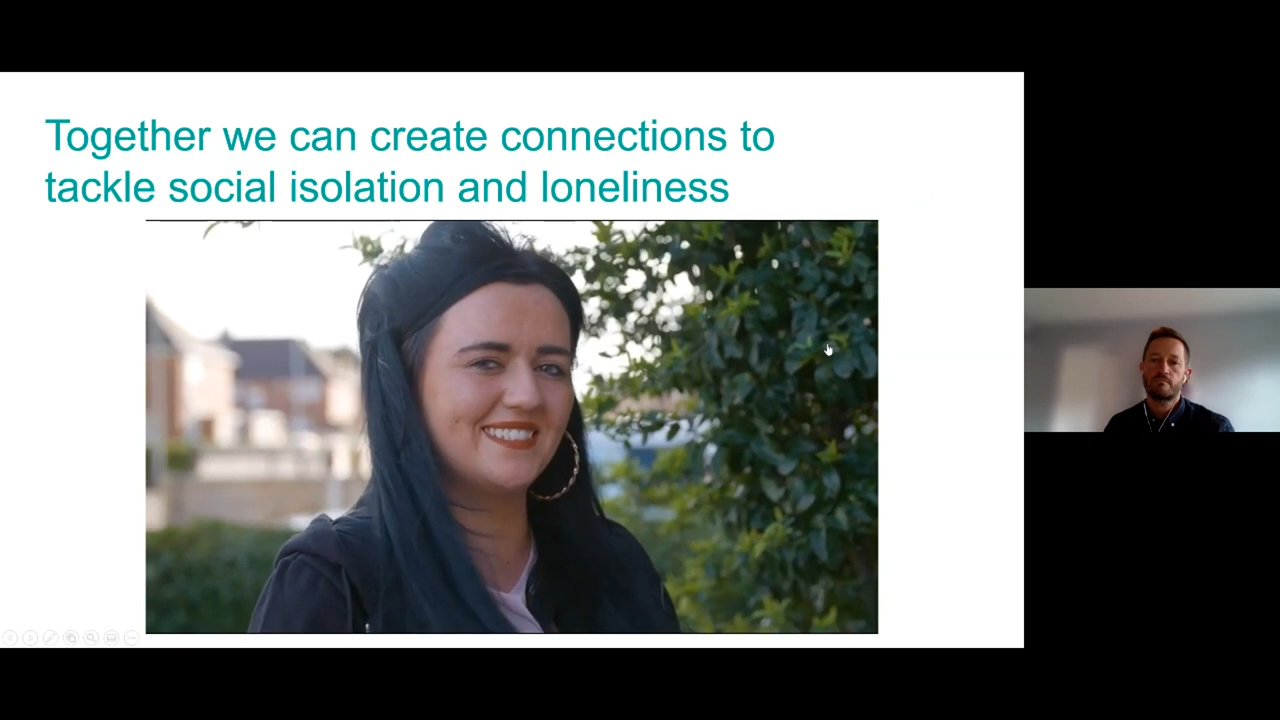 Together we can create connections to
tackle social isolation and loneliness